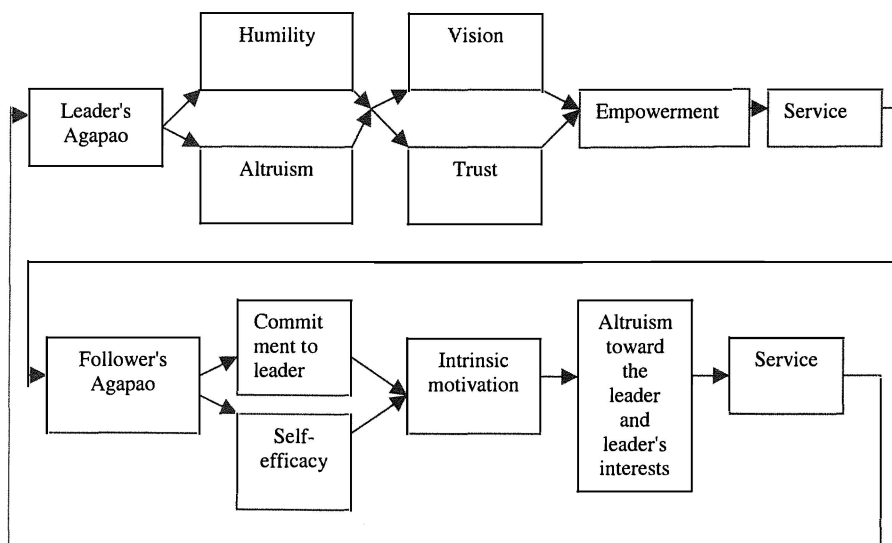 Humility
Vision
Leader's
Agapao
Empowerment
Service
Altruism
Trust
Follower's
Agapao
Commit
ment to
leader
Self-
efficacy
Intrinsic
motivation
Altruism
toward
the
leader
and
leader's
interests
Service